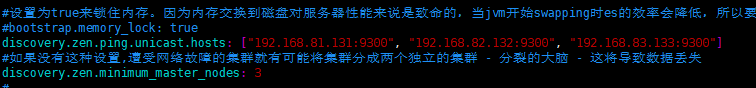 #设置为true来锁住内存。因为内存交换到磁盘对服务器性能来说是致命的，当jvm开始swapping时es的效率会降低，所以要
#bootstrap.memory_lock: true
discovery.zen.ping.unicast.hosts: ["192.168.81.131:9300", "192.168.82.132:9300", "192.168.83.133:9300"]
#如果没有这种设置,遭受网络故障的集群就有可能将集群分成两个独立的集群 - 分裂的大脑 - 这将导致数据丢失
discovery.zen.minimum_master_nodes: 3
#